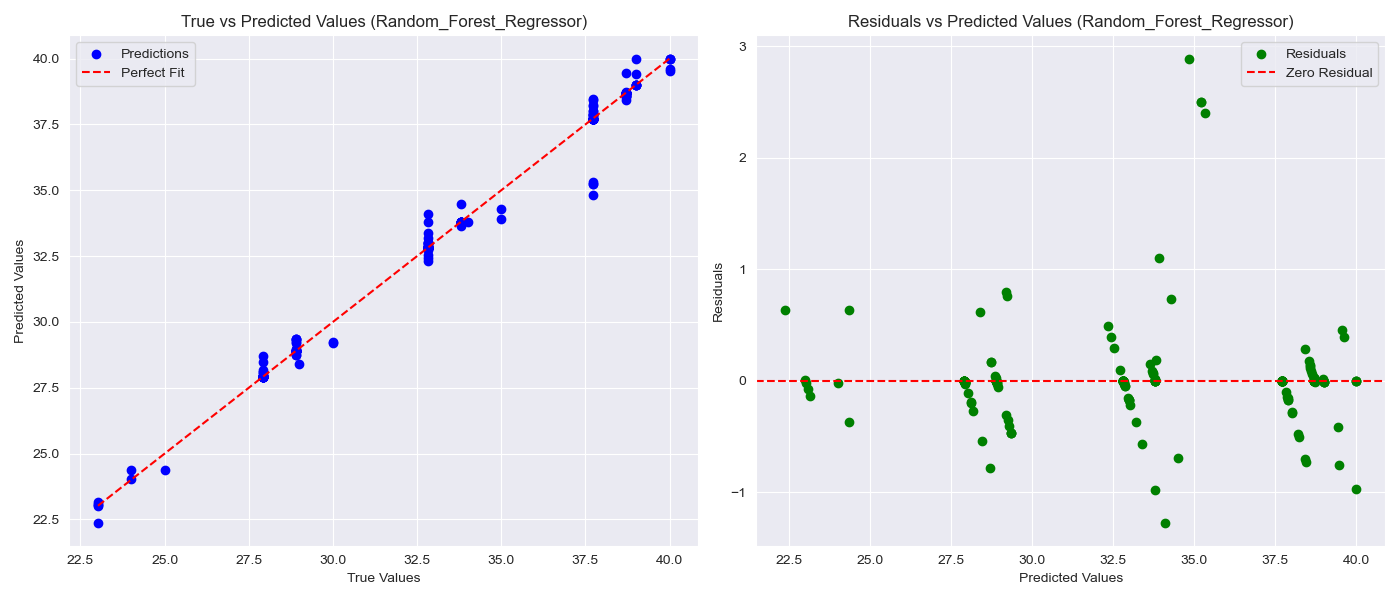 True vs Predicted Values (Random_Forest_Regressor)
Predictions
Perfect Fit
40.0
37.5
35.0
32.5
30.0
27.5
25.0
22.5
Predicted Values
22.5 25.0 27.5 30.0 32.5 35.0 37.5 40.0
True Values
Residuals vs Predicted Values (Random_Forest_Regressor)
Residuals
Zero Residual
3
2
1
0
−1
Residuals
22.5 25.0 27.5 30.0 32.5 35.0 37.5 40.0
Predicted Values